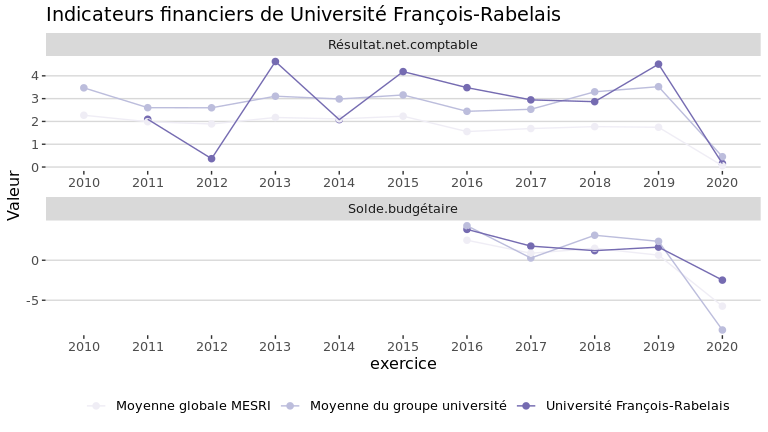 Indicateurs financiers de Université François-Rabelais
Résultat.net.comptable
4
3
2
1
0
2010 2011 2012 2013 2014 2015 2016 2017 2018 2019 2020
Valeur
Solde.budgétaire
0
-5
2010 2011 2012 2013 2014 2015 2016 2017 2018 2019 2020
exercice
Moyenne globale MESRI Moyenne du groupe université Université François-Rabelais